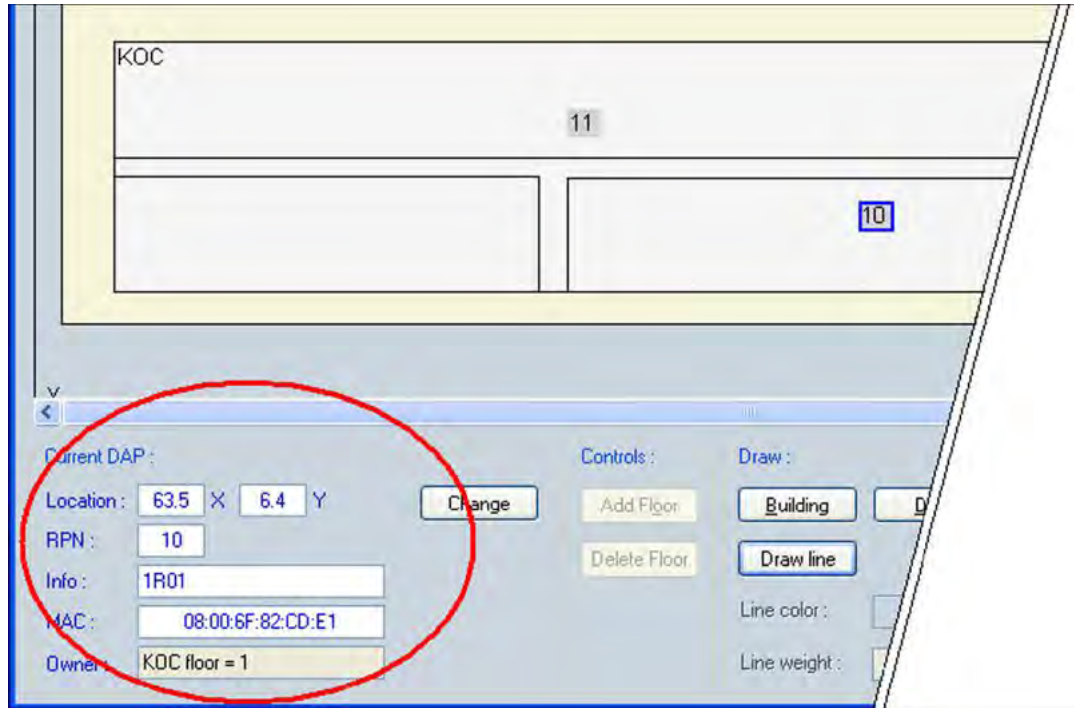 KOC
11
10
Y
Current DAP :
Controls :
Draw :
Location : 63.5 X 6.4 Y
Change
Add Floor
Building
D
RPN : 10
Delete Floor
Draw line
Info : 1R01
MAC : 08:00:6F:82:CD:E1
Line color :
Owner : KOC floor = 1
Line weight :